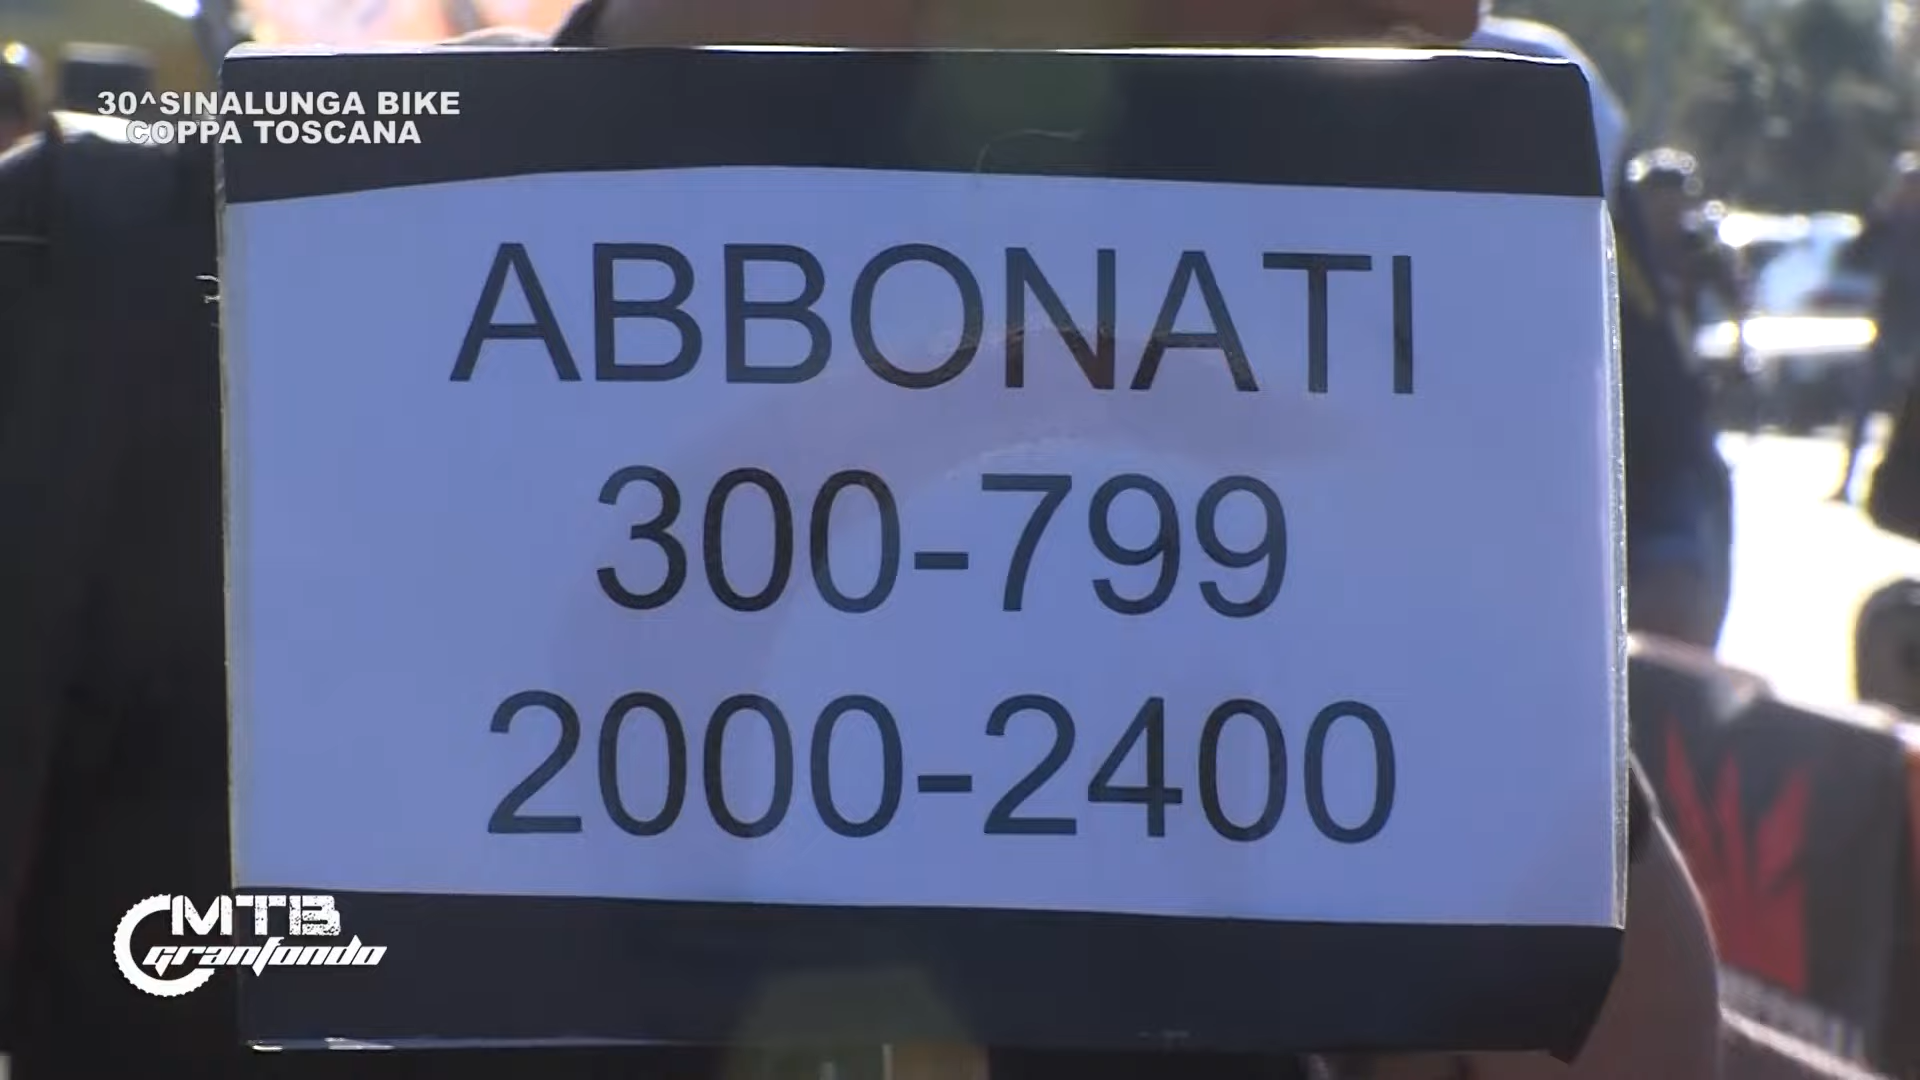 30^SINALUNGA BIKE
COPPA TOSCANA
ABBONATI
300-799
2000-2400
MTB
granfondo